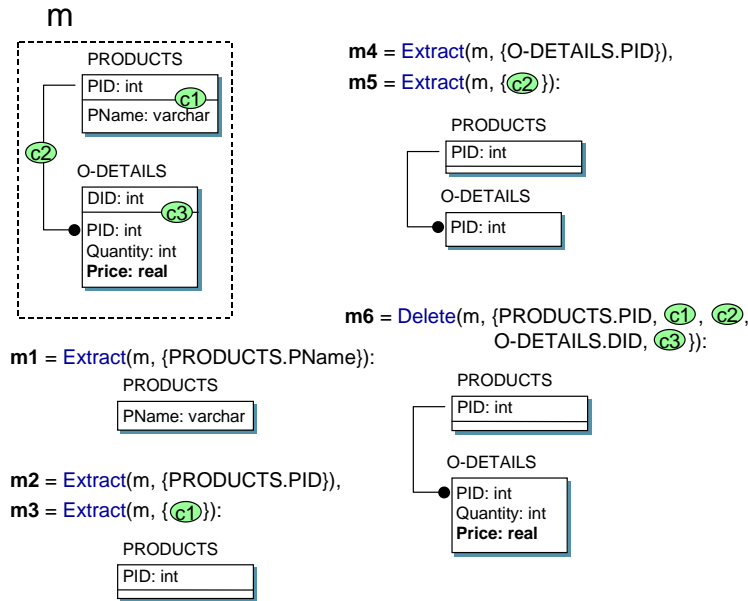 m
PRODUCTS
PID: int
c1
PName: varchar
c2
O-DETAILS
DID: int
c3
PID: int
Quantity: int
Price: real
m1 = Extract(m, {PRODUCTS.PName}):
PRODUCTS
PName: varchar
m2 = Extract(m, {PRODUCTS.PID}),
m3 = Extract(m, {c1}):
PRODUCTS
PID: int
m4 = Extract(m, {O-DETAILS.PID}),
m5 = Extract(m, {c2}):
PRODUCTS
PID: int
O-DETAILS
PID: int
m6 = Delete(m, {PRODUCTS.PID, c1, c2,
O-DETAILS.DID, c3}):
PRODUCTS
PID: int
O-DETAILS
PID: int
Quantity: int
Price: real